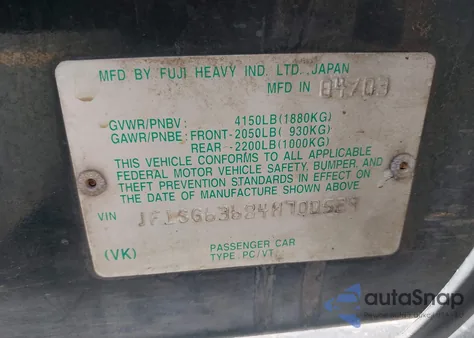 MFD BY FUJI HEAVY IND. LTD., JAPAN
MFD IN 04/03
GVWR/PNBV: 4150LB(1880KG)
GAWR/PNBE: FRONT-2050LB( 930KG)
REAR -2200LB(1000KG)
THIS VEHICLE CONFORMS TO ALL APPLICABLE
FEDERAL MOTOR VEHICLE SAFETY, BUMPER, AND
THEFT PREVENTION STANDARDS IN EFFECT ON
THE DATE OF MANUFACTURE SHOWN ABOVE.
VIN
(VK) PASSENGER CAR
TYPE PC/VT
autoSnap